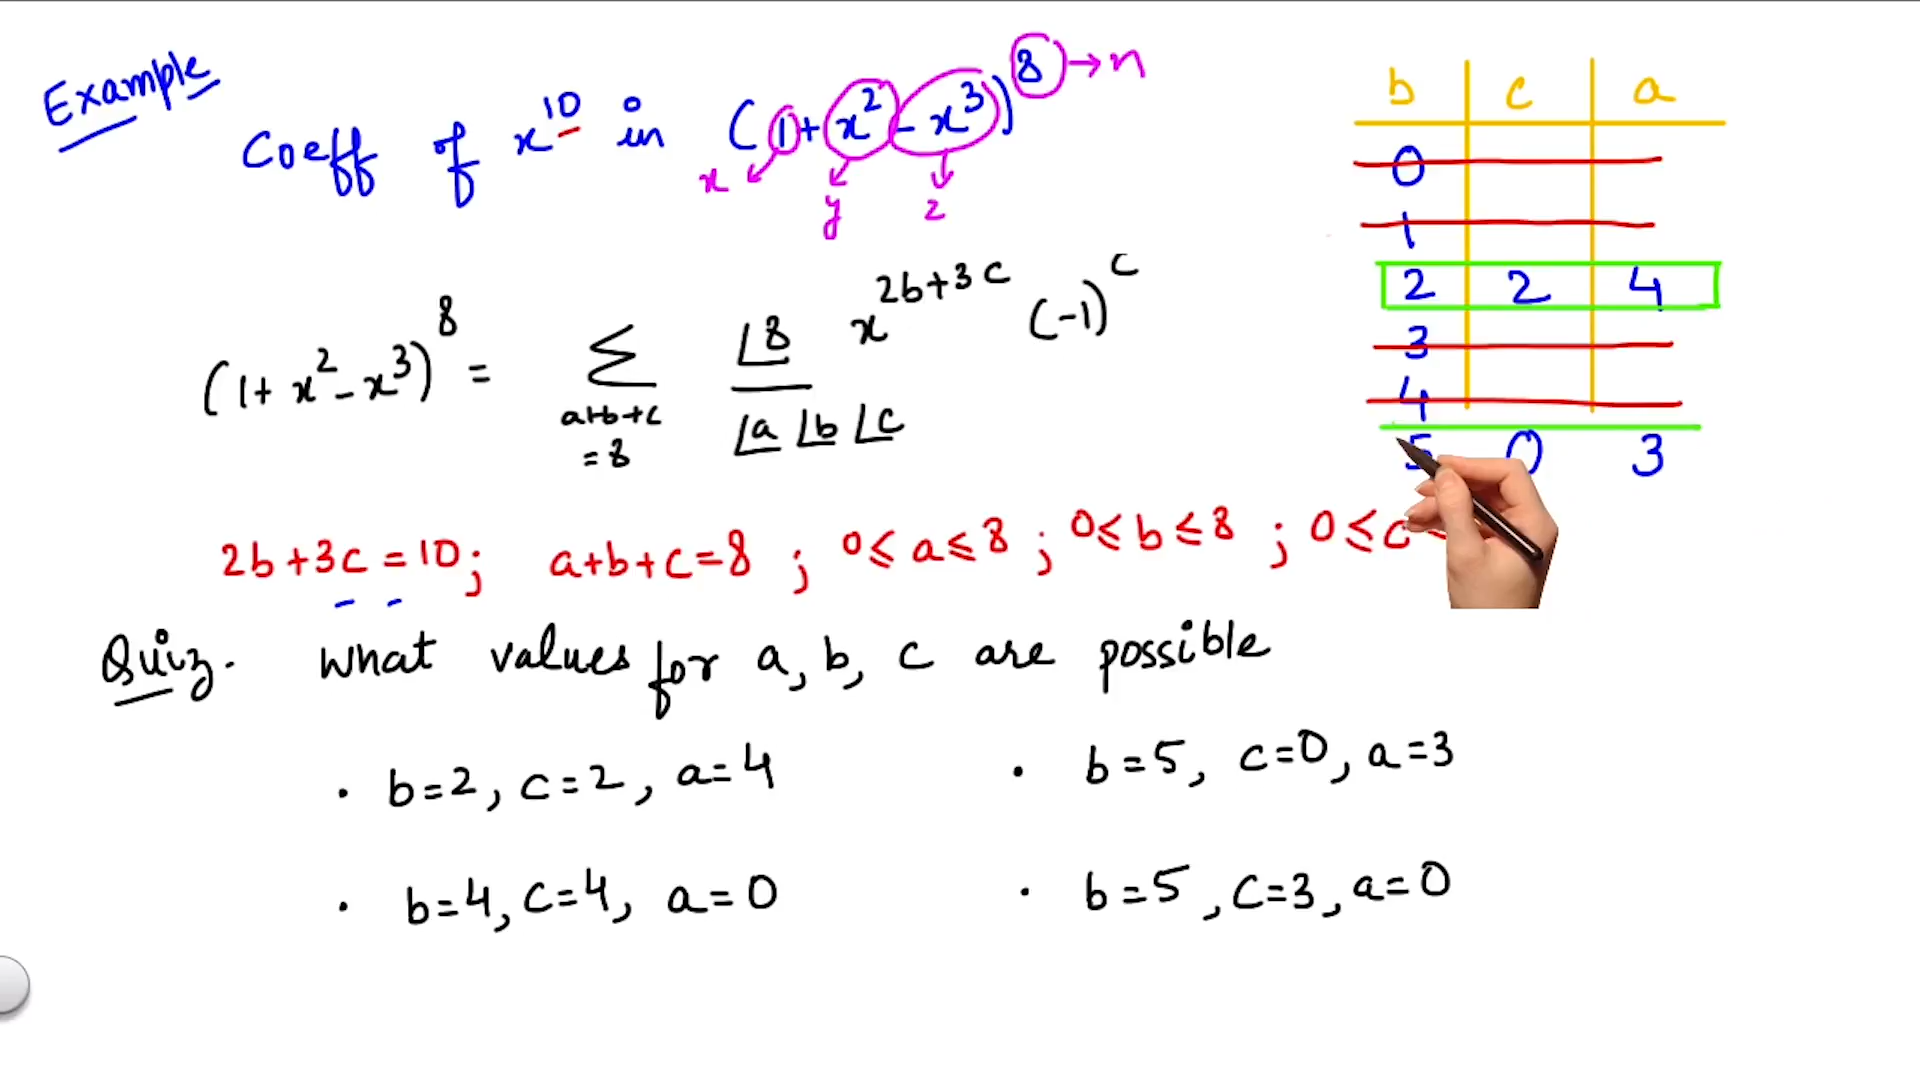 Example
Coeff of x^10 in (1 + x^2 - x^3)^8 → n
x y z
(1 + x^2 - x^3)^8 = Σ ⌊8 / ⌊a ⌊b ⌊c x^(2b+3c) (-1)^c
a+b+c
=8
b c a
0
1
2 2 4
3
4
5 0 3
2b+3c = 10; a+b+c=8 ; 0≤a≤8 ; 0≤b≤8 ; 0≤c
Quiz. What values for a, b, c are possible
· b=2, c=2, a=4
· b=5, c=0, a=3
· b=4, c=4, a=0
· b=5, c=3, a=0